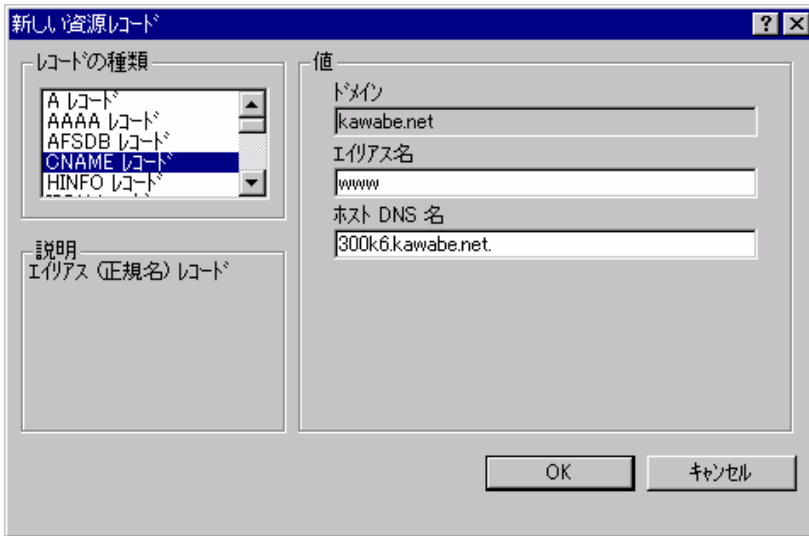 新しい資源レコード
レコードの種類
A レコード
AAAA レコード
AFSDB レコード
CNAME レコード
HINFO レコード
説明
エイリアス (正規名) レコード
値
ドメイン
kawabe.net
エイリアス名
www
ホスト DNS 名
300k6.kawabe.net.
OK
キャンセル